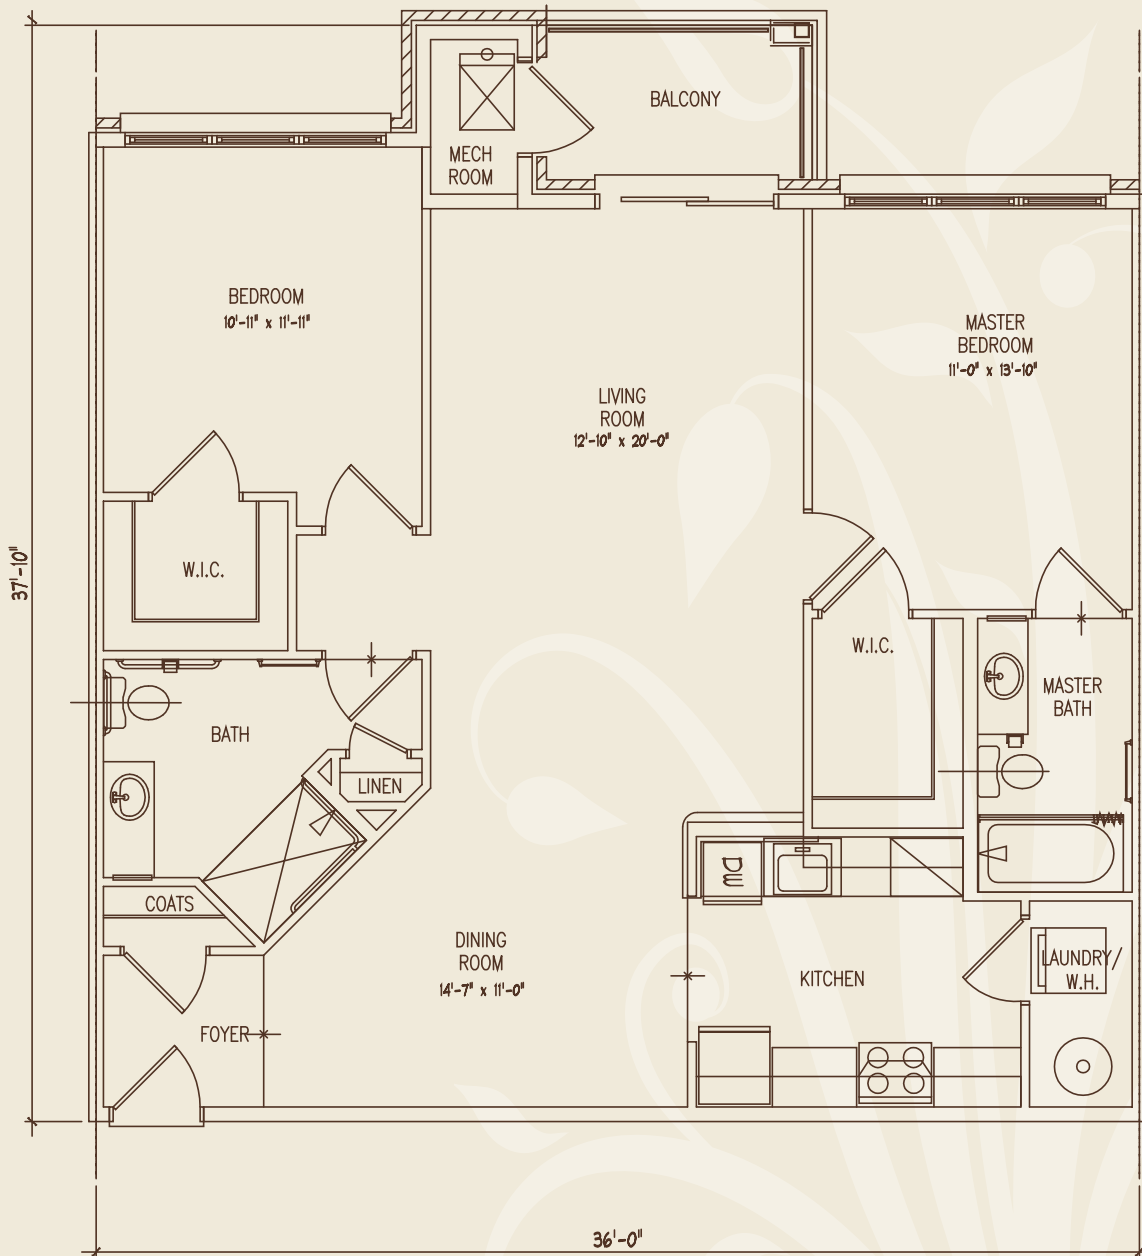 BALCONY
MECH
ROOM
BEDROOM
10'-11" x 11'-11"
MASTER
BEDROOM
11'-0" x 13'-10"
LIVING
ROOM
12'-10" x 20'-0"
37'-10"
W.I.C.
W.I.C.
MASTER
BATH
BATH
LINEN
DW
COATS
DINING
ROOM
14'-7" x 11'-0"
KITCHEN
LAUNDRY/
W.H.
FOYER
36'-0"